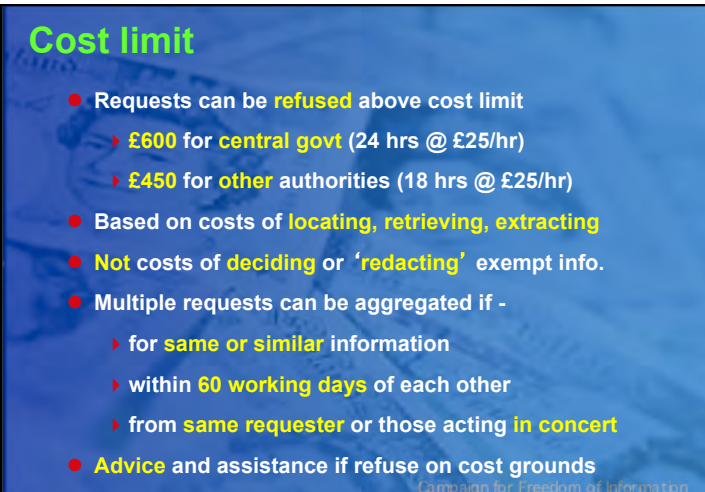 Cost limit
● Requests can be refused above cost limit
‣ £600 for central govt (24 hrs @ £25/hr)
‣ £450 for other authorities (18 hrs @ £25/hr)
● Based on costs of locating, retrieving, extracting
● Not costs of deciding or ‘redacting’ exempt info.
● Multiple requests can be aggregated if -
‣ for same or similar information
‣ within 60 working days of each other
‣ from same requester or those acting in concert
● Advice and assistance if refuse on cost grounds
Campaign for Freedom of Information